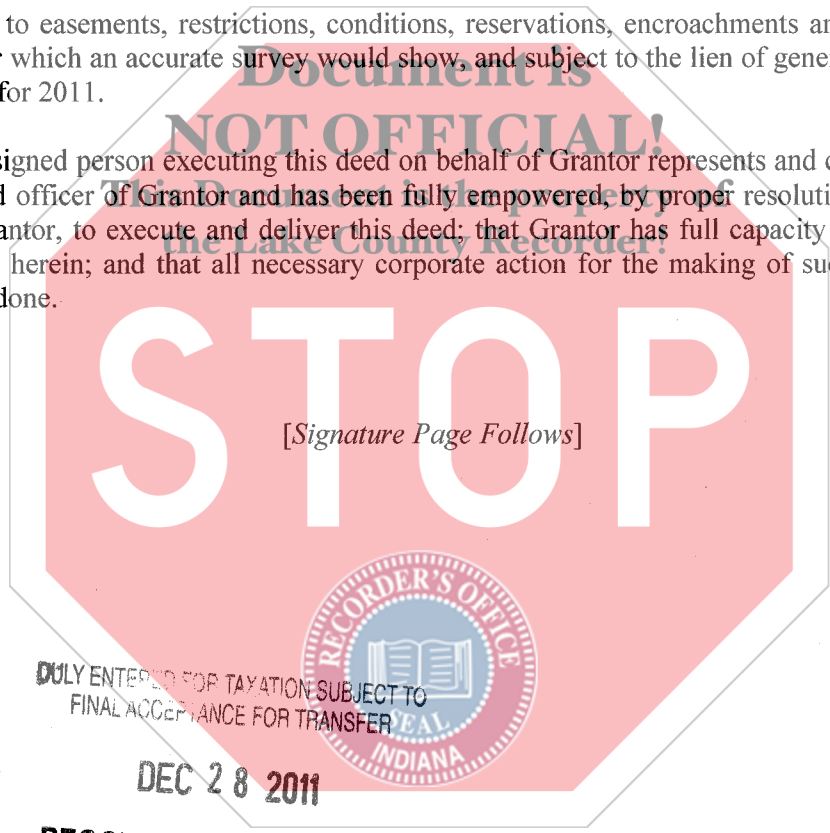 to easements, restrictions, conditions, reservations, encroachments
which an accurate survey would show, and subject to the lien of
for 2011.
Document is
NOT OFFICIAL!
This Document is the property of
the Lake County Recorder!
signed person executing this deed on behalf of Grantor represents and
officer of Grantor and has been fully empowered, by proper
to execute and deliver this deed; that Grantor has full capacity
herein; and that all necessary corporate action for the making of
done.
STOP
[Signature Page Follows]
RECORDER'S OFFICE
SEAL
INDIANA
DULY ENTERED FOR TAXATION SUBJECT TO
FINAL ACCEPTANCE FOR TRANSFER
DEC 28 2011